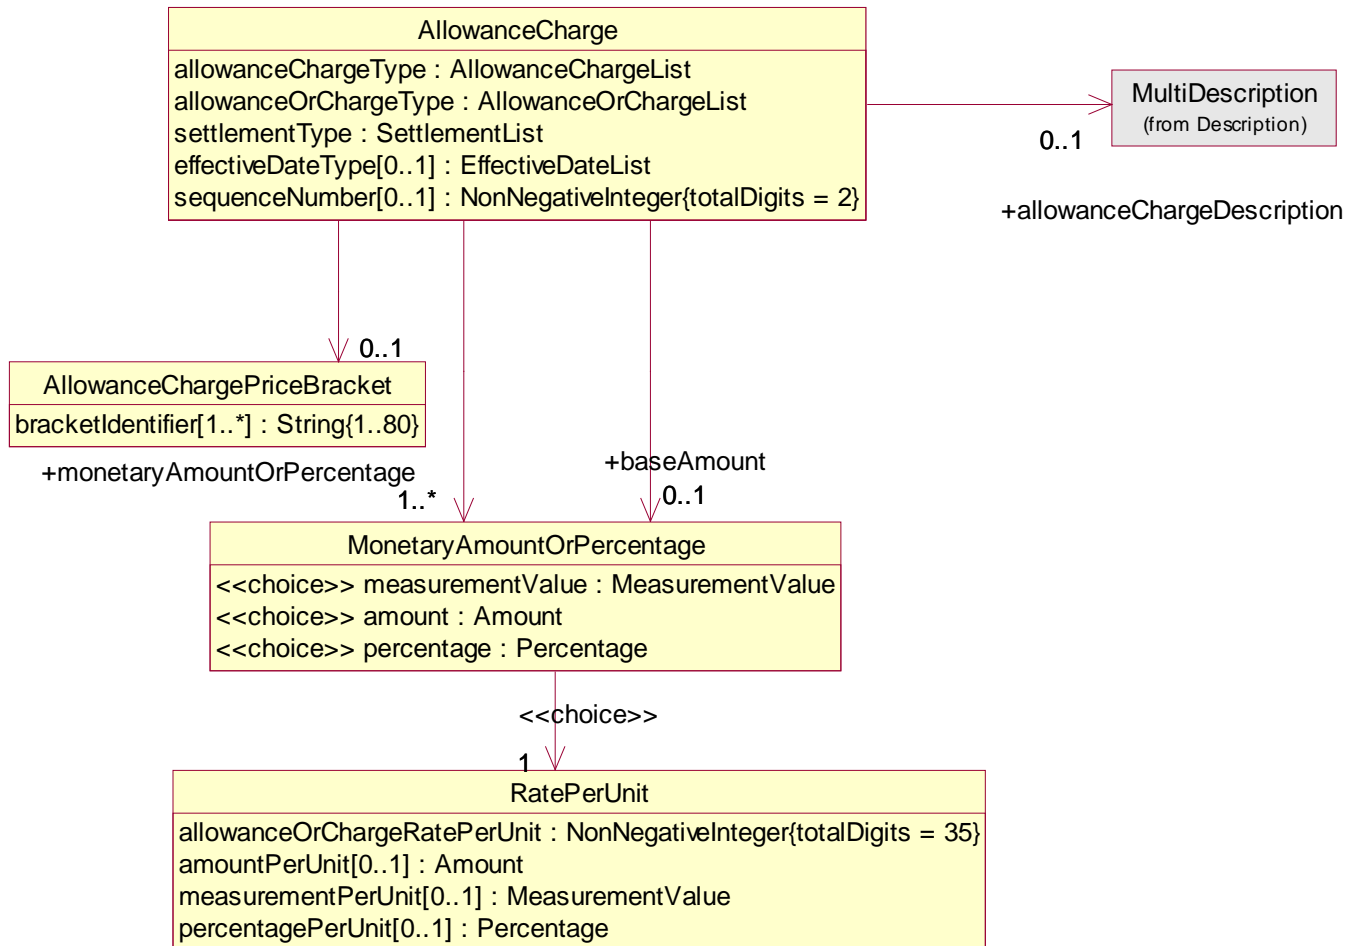 AllowanceCharge
allowanceChargeType : AllowanceChargeList
allowanceOrChargeType : AllowanceOrChargeList
settlementType : SettlementList
effectiveDateType[0..1] : EffectiveDateList
sequenceNumber[0..1] : NonNegativeInteger{totalDigits = 2}
MultiDescription
(from Description)
0..1
+allowanceChargeDescription
0..1
AllowanceChargePriceBracket
bracketIdentifier[1..*] : String{1..80}
+monetaryAmountOrPercentage
1..*
+baseAmount
0..1
MonetaryAmountOrPercentage
<<choice>> measurementValue : MeasurementValue
<<choice>> amount : Amount
<<choice>> percentage : Percentage
<<choice>>
1
RatePerUnit
allowanceOrChargeRatePerUnit : NonNegativeInteger{totalDigits = 35}
amountPerUnit[0..1] : Amount
measurementPerUnit[0..1] : MeasurementValue
percentagePerUnit[0..1] : Percentage